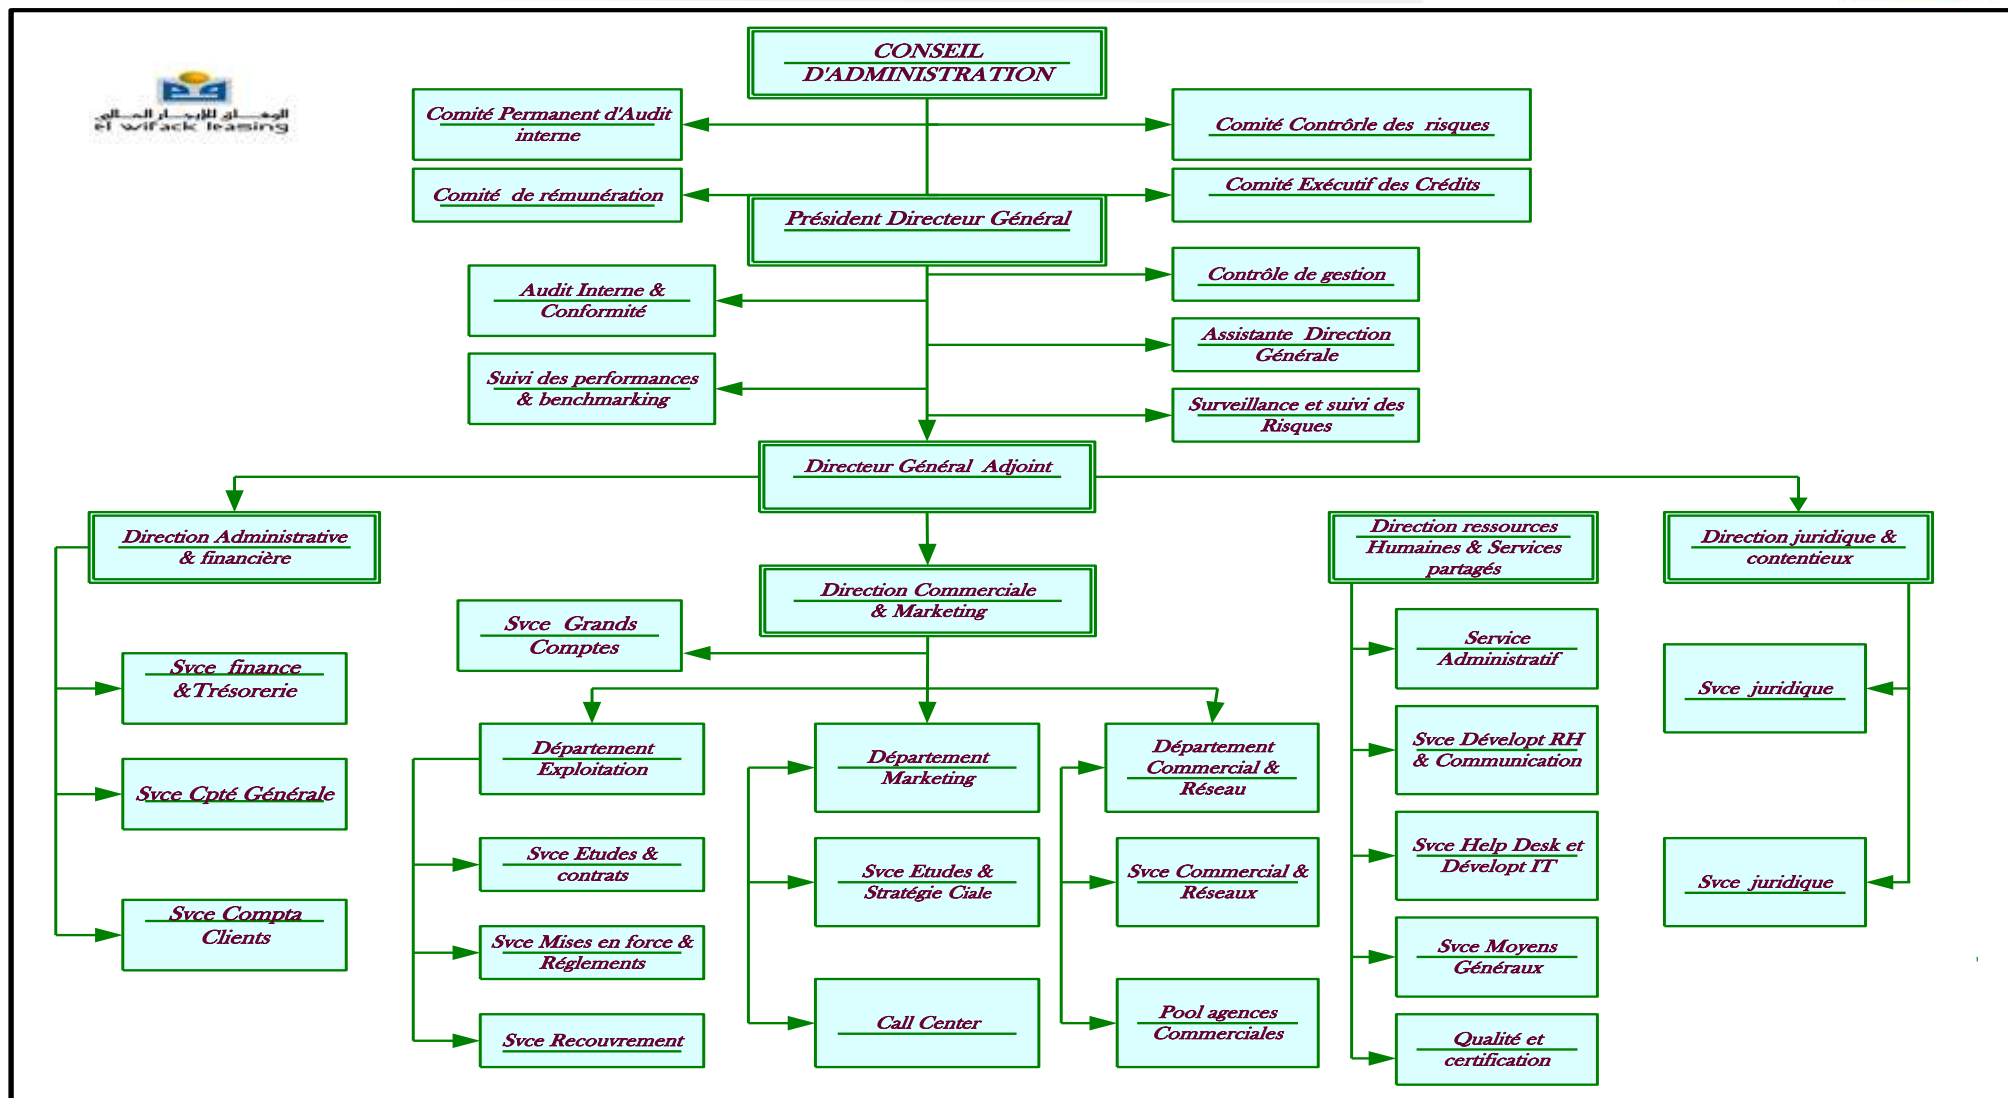 CONSEIL
D'ADMINISTRATION
الوفاق للإيجار المالي
el wifack leasing
Comité Permanent d'Audit
interne
Comité Contrôrle des risques
Comité de rémunération
Comité Exécutif des Crédits
Président Directeur Général
Contrôle de gestion
Audit Interne &
Conformité
Assistante Direction
Générale
Suivi des performances
& benchmarking
Surveillance et suivi des
Risques
Directeur Général Adjoint
Direction Administrative
& financière
Direction ressources
Humaines & Services
partagés
Direction juridique &
contentieux
Direction Commerciale
& Marketing
Svce Grands
Comptes
Svce finance
&Trésorerie
Svce Cpté Générale
Svce Compta
Clients
Département
Exploitation
Svce Etudes &
contrats
Svce Mises en force &
Réglements
Svce Recouvrement
Département
Marketing
Svce Etudes &
Stratégie Ciale
Call Center
Département
Commercial &
Réseau
Svce Commercial &
Réseaux
Pool agences
Commerciales
Service
Administratif
Svce Dévelopt RH
& Communication
Svce Help Desk et
Dévelopt IT
Svce Moyens
Généraux
Qualité et
certification
Svce juridique
Svce juridique